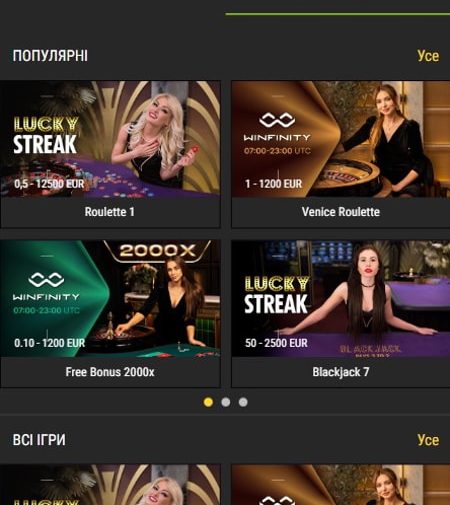 ПОПУЛЯРНІ
Усе
LUCKY
STREAK
0,5 - 12500 EUR
WINFINITY
07:00-23:00 UTC
1 - 1200 EUR
Roulette 1
Venice Roulette
WINFINITY
07:00-23:00 UTC
2000X
0.10 - 1200 EUR
LUCKY
STREAK
50 - 2500 EUR
BLACKJACK
Free Bonus 2000x
Blackjack 7
ВСІ ІГРИ
Усе